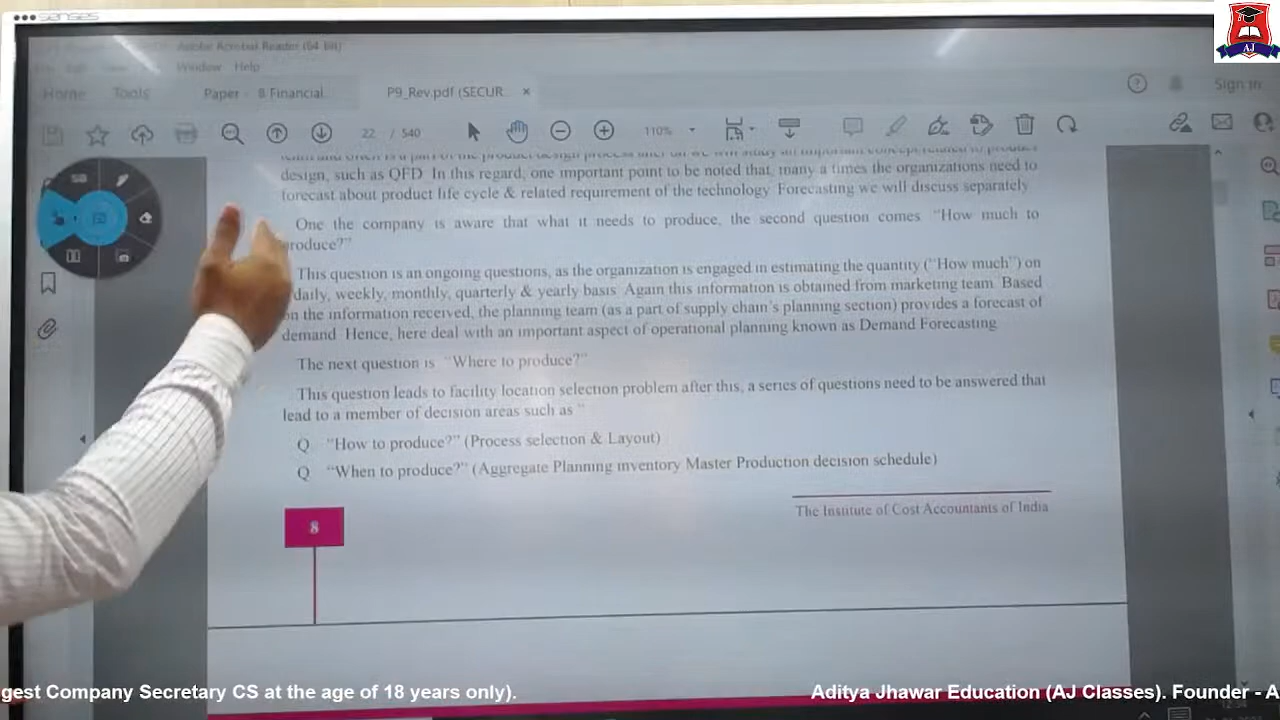 senses
Adobe Acrobat Reader (64-bit)
Window Help
Home Tools Paper - 8 Financial... P9_Rev.pdf (SECUR... × Sign in
22 / 540 110%
design, such as QFD In this regard, one important point to be noted that, many a times the organizations need to
forecast about product life cycle & related requirement of the technology Forecasting we will discuss separately
One the company is aware that what it needs to produce, the second question comes "How much to
produce?"
This question is an ongoing questions, as the organization is engaged in estimating the quantity ("How much") on
daily, weekly, monthly, quarterly & yearly basis Again this information is obtained from marketing team Based
on the information received, the planning team (as a part of supply chain's planning section) provides a forecast of
demand Hence, here deal with an important aspect of operational planning known as Demand Forecasting
The next question is "Where to produce?"
This question leads to facility location selection problem after this, a series of questions need to be answered that
lead to a member of decision areas such as "
Q "How to produce?" (Process selection & Layout)
Q "When to produce?" (Aggregate Planning inventory Master Production decision schedule)
8
The Institute of Cost Accountants of India
AJ
gest Company Secretary CS at the age of 18 years only). Aditya Jhawar Education (AJ Classes). Founder - A